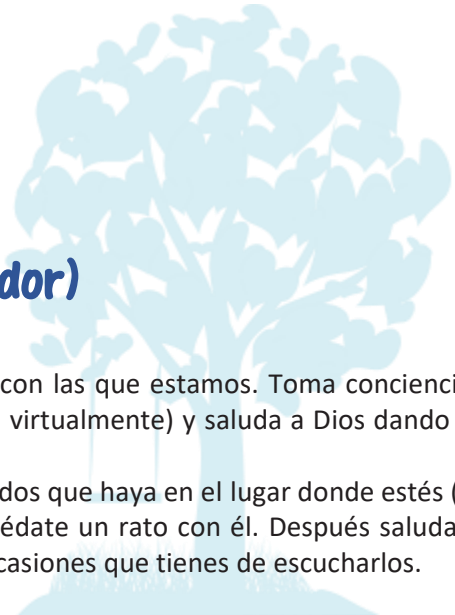 dor)
con las que estamos. Toma conciencia
virtualmente) y saluda a Dios dando
dos que haya en el lugar donde estés (
édate un rato con él. Después saluda
casiones que tienes de escucharlos.